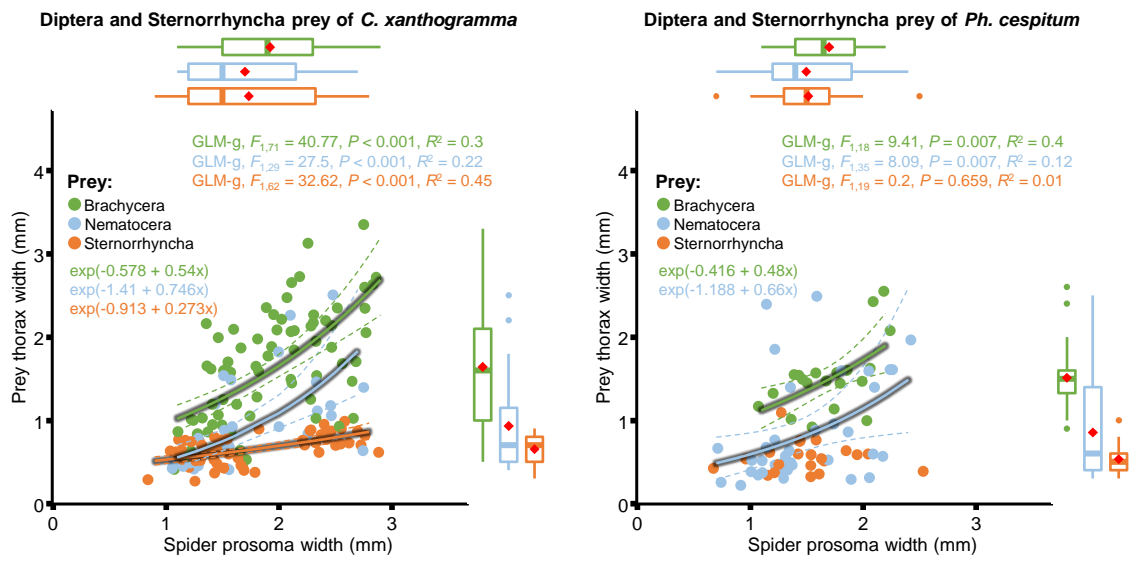 Diptera and Sternorrhyncha prey of C. xanthogramma
GLM-g, F1,71 = 40.77, P < 0.001, R² = 0.3
GLM-g, F1,29 = 27.5, P < 0.001, R² = 0.22
GLM-g, F1,62 = 32.62, P < 0.001, R² = 0.45
Prey:
Brachycera
Nematocera
Sternorrhyncha
exp(-0.578 + 0.54x)
exp(-1.41 + 0.746x)
exp(-0.913 + 0.273x)
Prey thorax width (mm)
4
3
2
1
0
0 1 2 3
Spider prosoma width (mm)
Diptera and Sternorrhyncha prey of Ph. cespitum
GLM-g, F1,18 = 9.41, P = 0.007, R² = 0.4
GLM-g, F1,35 = 8.09, P = 0.007, R² = 0.12
GLM-g, F1,19 = 0.2, P = 0.659, R² = 0.01
Prey:
Brachycera
Nematocera
Sternorrhyncha
exp(-0.416 + 0.48x)
exp(-1.188 + 0.66x)
Prey thorax width (mm)
4
3
2
1
0
0 1 2 3
Spider prosoma width (mm)